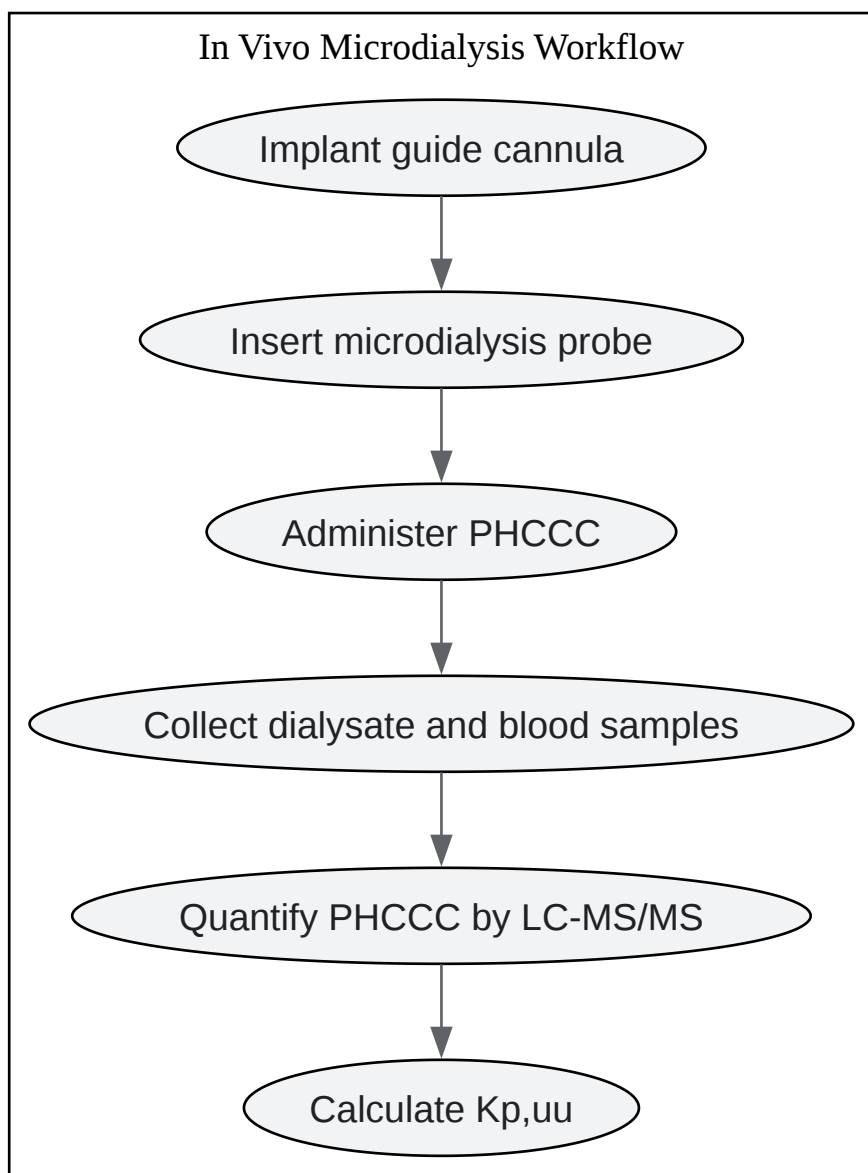 In Vivo Microdialysis Workflow
Implant guide cannula
Insert microdialysis probe
Administer PHCCC
Collect dialysate and blood samples
Quantify PHCCC by LC-MS/MS
Calculate Kp,uu